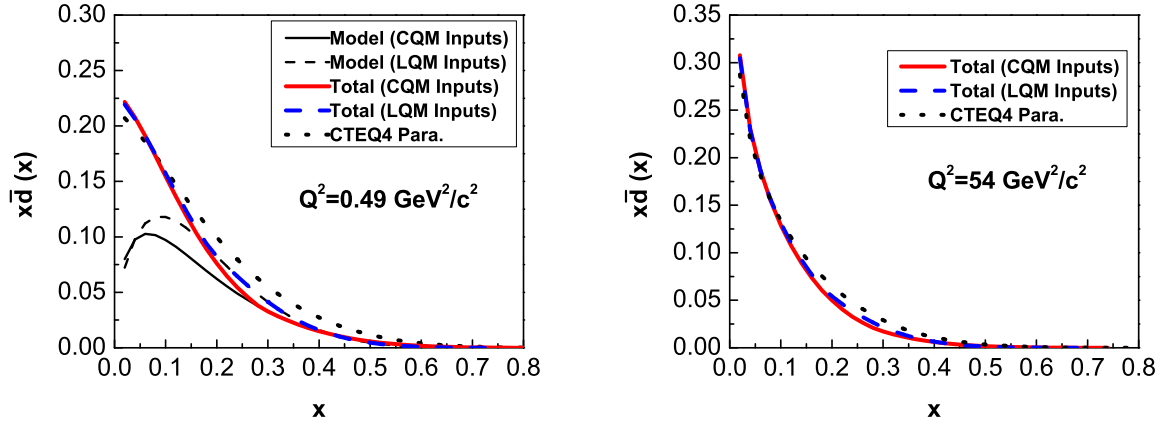 0.30
0.25
0.20
0.15
0.10
0.05
0.00
xd̅ (x)
Model (CQM Inputs)
Model (LQM Inputs)
Total (CQM Inputs)
Total (LQM Inputs)
CTEQ4 Para.
Q²=0.49 GeV²/c²
0.0 0.1 0.2 0.3 0.4 0.5 0.6 0.7 0.8
x
0.35
0.30
0.25
0.20
0.15
0.10
0.05
0.00
xd̅ (x)
Total (CQM Inputs)
Total (LQM Inputs)
CTEQ4 Para.
Q²=54 GeV²/c²
0.0 0.1 0.2 0.3 0.4 0.5 0.6 0.7 0.8
x